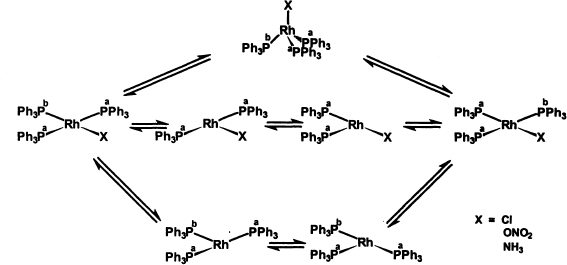 X
Rh
b a
Ph₃P PPh₃
a
PPh₃
b a a a a b
Ph₃P PPh₃ PPh₃ Ph₃P Ph₃P PPh₃
Rh Rh Rh Rh
a a a a
Ph₃P X Ph₃P X Ph₃P X Ph₃P X
b a b
Ph₃P PPh₃ Ph₃P
Rh Rh
a a a
Ph₃P Ph₃P PPh₃
X = Cl
ONO₂
NH₃